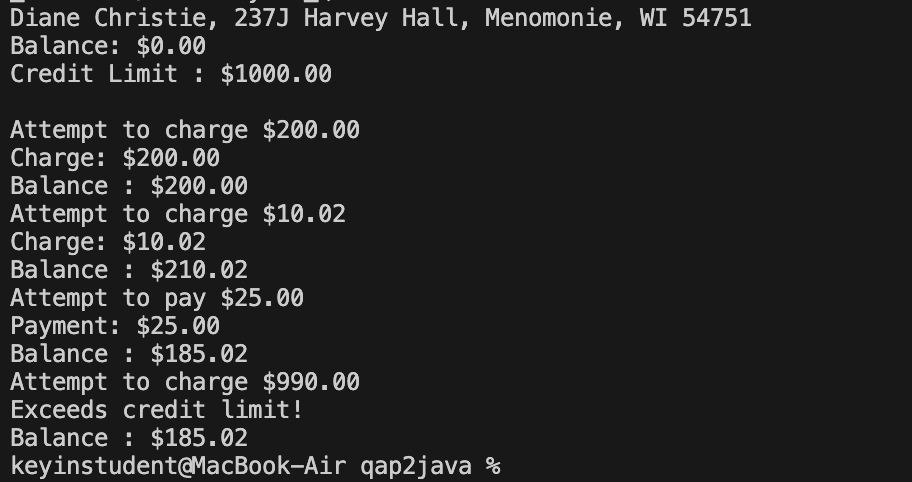 Diane Christie, 237J Harvey Hall, Menomonie, WI 54751
Balance: $0.00
Credit Limit : $1000.00

Attempt to charge $200.00
Charge: $200.00
Balance : $200.00
Attempt to charge $10.02
Charge: $10.02
Balance : $210.02
Attempt to pay $25.00
Payment: $25.00
Balance : $185.02
Attempt to charge $990.00
Exceeds credit limit!
Balance : $185.02
keyinstudent@MacBook-Air qap2java %